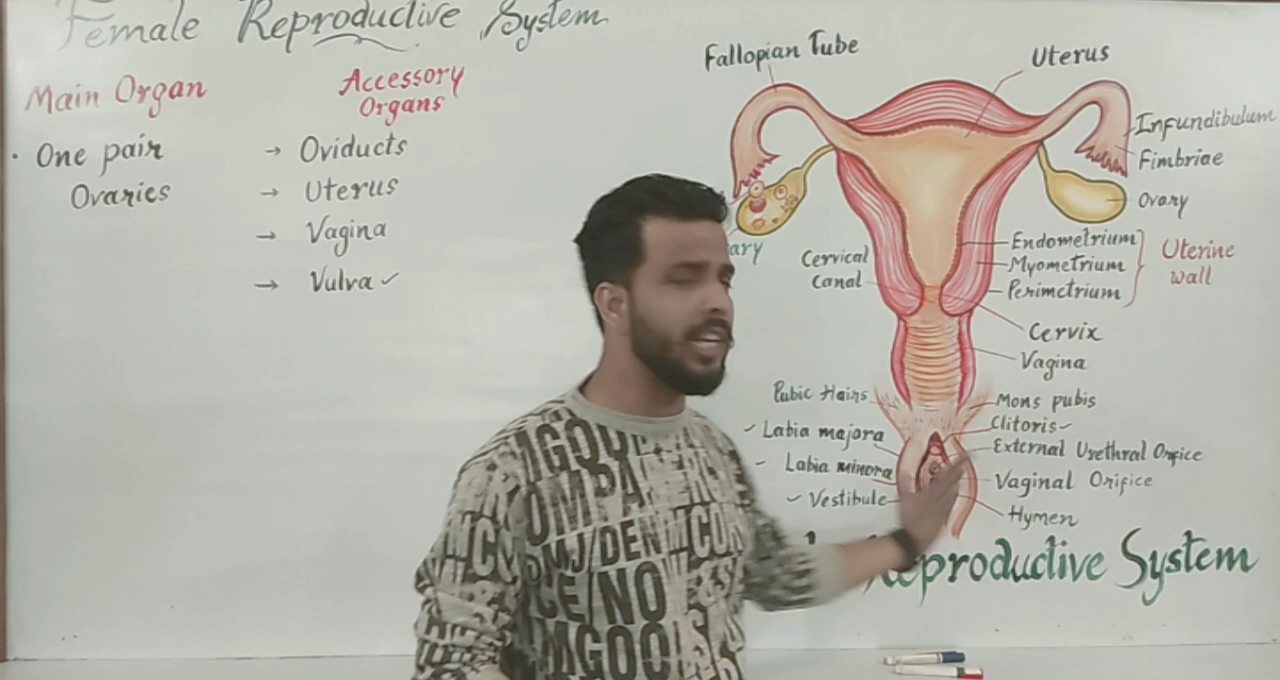 Female Reproductive System
Main Organ
· One pair
Ovaries
Accessory
Organs
→ Oviducts
→ Uterus
→ Vagina
→ Vulva ✓
Fallopian Tube
Uterus
Infundibulum
Fimbriae
Ovary
ary
Cervical
Canal
Endometrium
Myometrium
Perimetrium
Uterine
wall
Cervix
Vagina
Pubic Hairs
Labia majora
Labia minora
Vestibule
Mons pubis
Clitoris
External Urethral Orifice
Vaginal Orifice
Hymen
Reproductive System